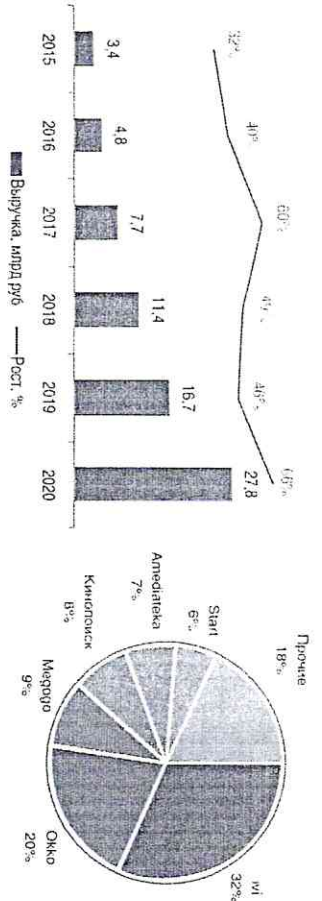 32%
40%
60%
46%
66%
3,4
4,8
7,7
11,4
16,7
27,8
2015
2016
2017
2018
2019
2020
Выручка, млрд руб
Рост, %
Прочие
18%
ivi
32%
Okko
20%
Megogo
9%
Кинопоиск
8%
Amediateka
7%
Start
6%